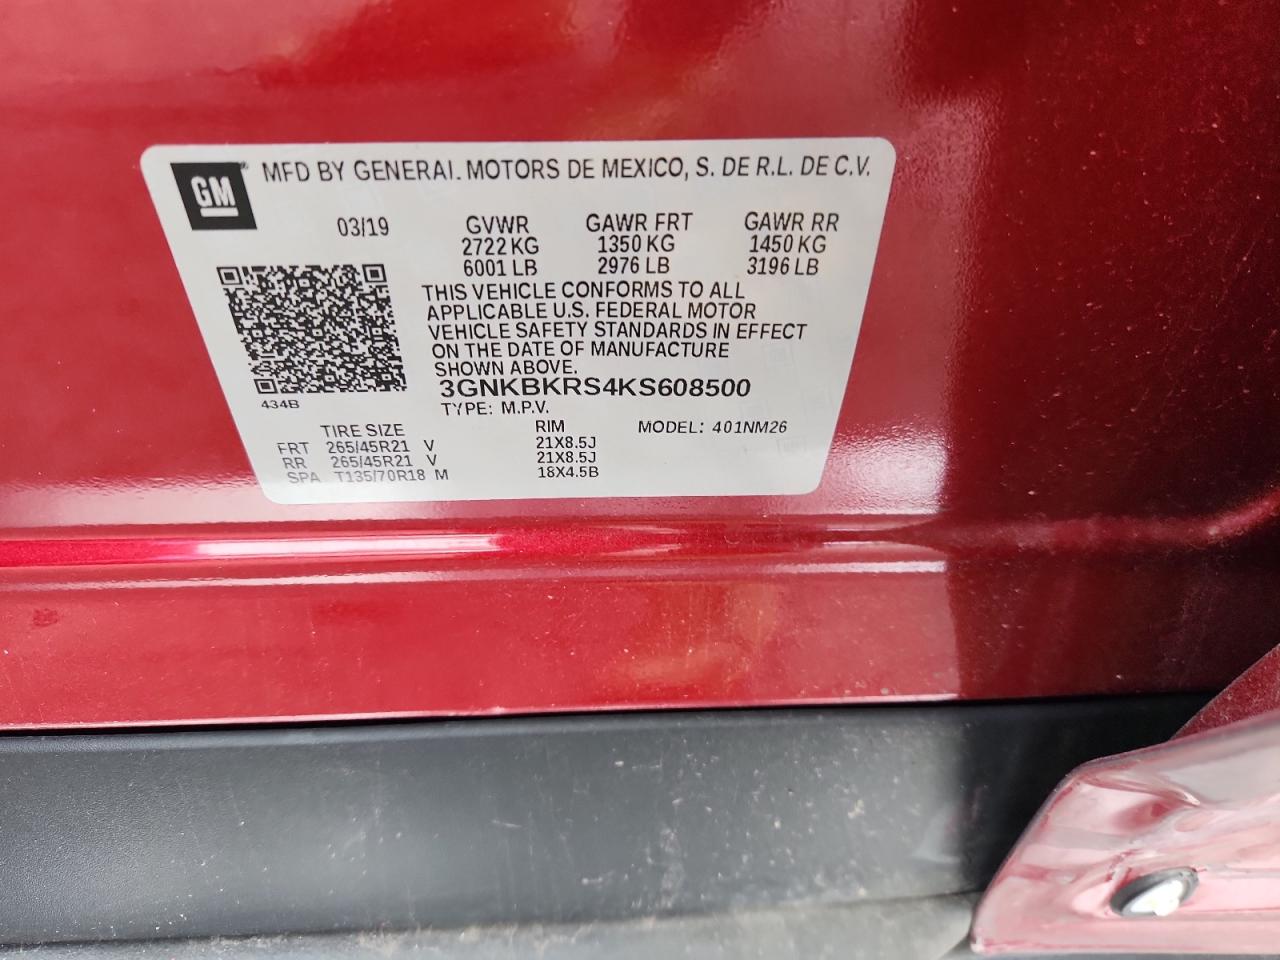 GM® MFD BY GENERAL MOTORS DE MEXICO, S. DE R.L. DE C.V.
03/19 GVWR GAWR FRT GAWR RR
2722 KG 1350 KG 1450 KG
6001 LB 2976 LB 3196 LB
THIS VEHICLE CONFORMS TO ALL
APPLICABLE U.S. FEDERAL MOTOR
VEHICLE SAFETY STANDARDS IN EFFECT
ON THE DATE OF MANUFACTURE
SHOWN ABOVE.
3GNKBKRS4KS608500
434B TYPE: M.P.V.
TIRE SIZE RIM MODEL: 401NM26
FRT 265/45R21 V 21X8.5J
RR 265/45R21 V 21X8.5J
SPA T135/70R18 M 18X4.5B